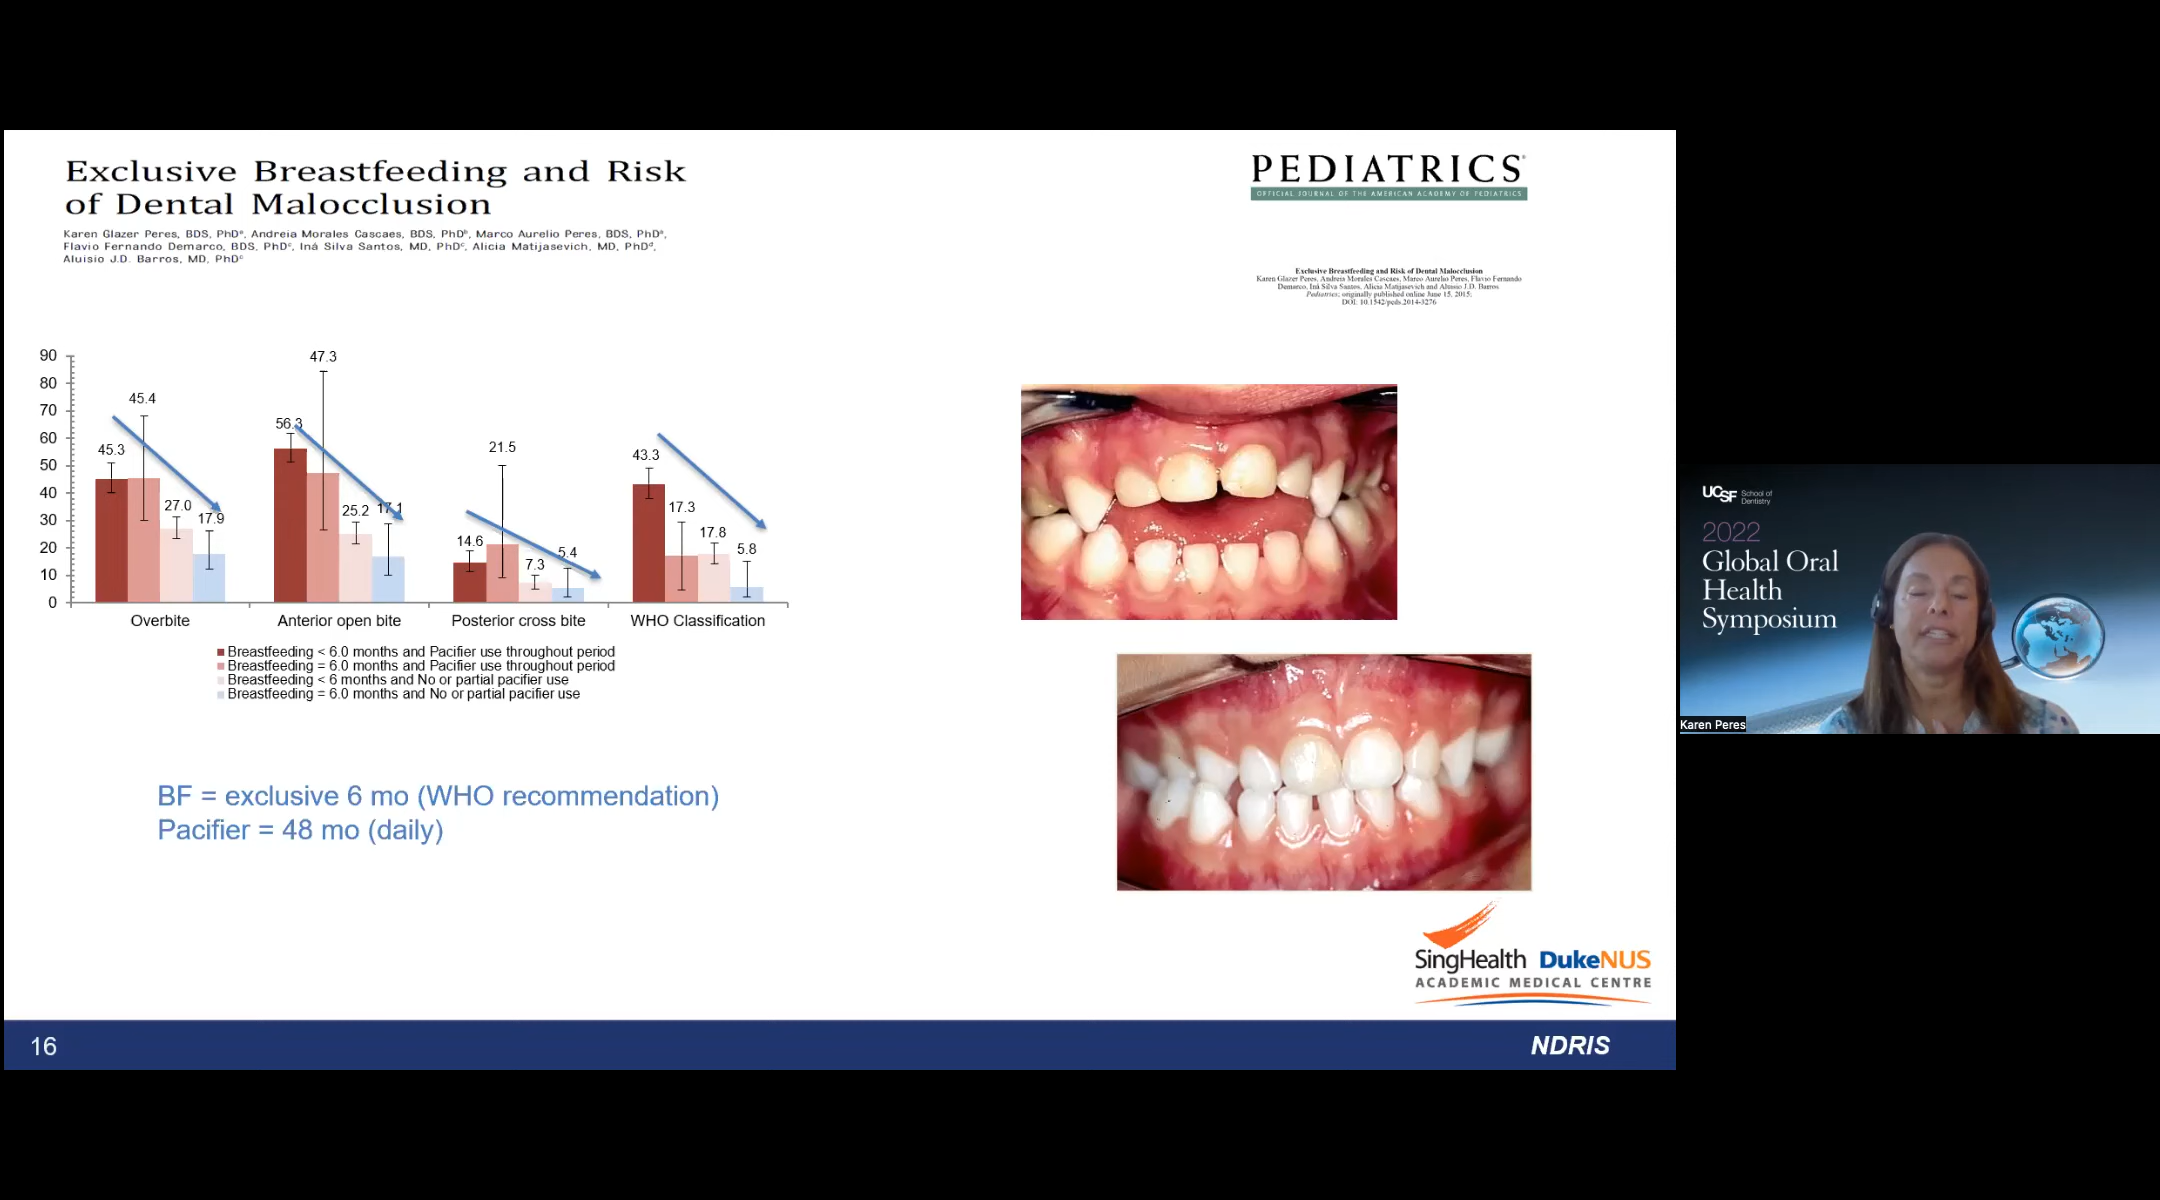 Exclusive Breastfeeding and Risk
of Dental Malocclusion
Karen Glazer Peres, BDS, PhDᵃ, Andreia Morales Cascaes, BDS, PhDᵇ, Marco Aurelio Peres, BDS, PhDᵃ,
Flavio Fernando Demarco, BDS, PhDᶜ, Iná Silva Santos, MD, PhDᶜ, Alicia Matijasevich, MD, PhDᵈ,
Aluisio J.D. Barros, MD, PhDᶜ
PEDIATRICS
OFFICIAL JOURNAL OF THE AMERICAN ACADEMY OF PEDIATRICS
Exclusive Breastfeeding and Risk of Dental Malocclusion
Karen Glazer Peres, Andreia Morales Cascaes, Marco Aurelio Peres, Flavio Fernando
Demarco, Iná Silva Santos, Alicia Matijasevich and Aluisio J.D. Barros
Pediatrics; originally published online June 15, 2015;
DOI: 10.1542/peds.2014-3276
90
80
70
60
50
40
30
20
10
0
45.3
45.4
27.0
17.9
56.3
47.3
25.2
17.1
14.6
21.5
7.3
5.4
43.3
17.3
17.8
5.8
Overbite
Anterior open bite
Posterior cross bite
WHO Classification
Breastfeeding < 6.0 months and Pacifier use throughout period
Breastfeeding = 6.0 months and Pacifier use throughout period
Breastfeeding < 6 months and No or partial pacifier use
Breastfeeding = 6.0 months and No or partial pacifier use
BF = exclusive 6 mo (WHO recommendation)
Pacifier = 48 mo (daily)
SingHealth DukeNUS
ACADEMIC MEDICAL CENTRE
16
NDRIS
UCSF School of
Dentistry
2022
Global Oral
Health
Symposium
Karen Peres